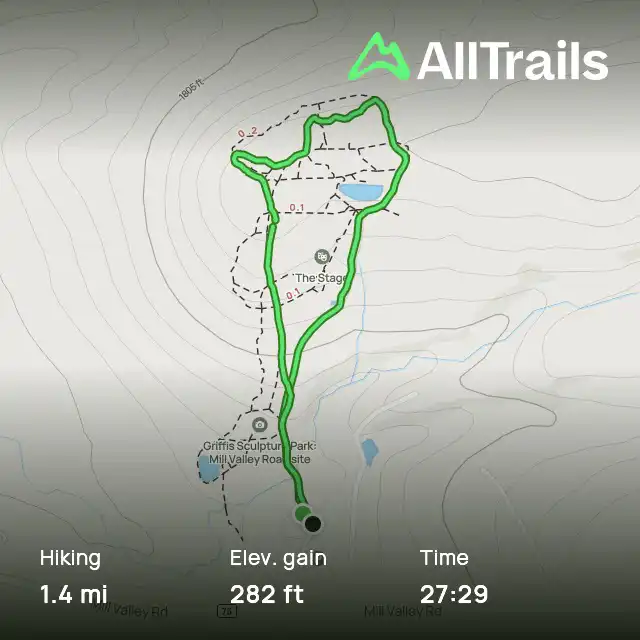 AllTrails
1805 ft
0.2
0.1
The Stage
0.1
Griffis Sculpture Park:
Mill Valley Road site
Hiking
Elev. gain
Time
1.4 mi
282 ft
27:29
Mill Valley Rd
75
Mill Valley Rd